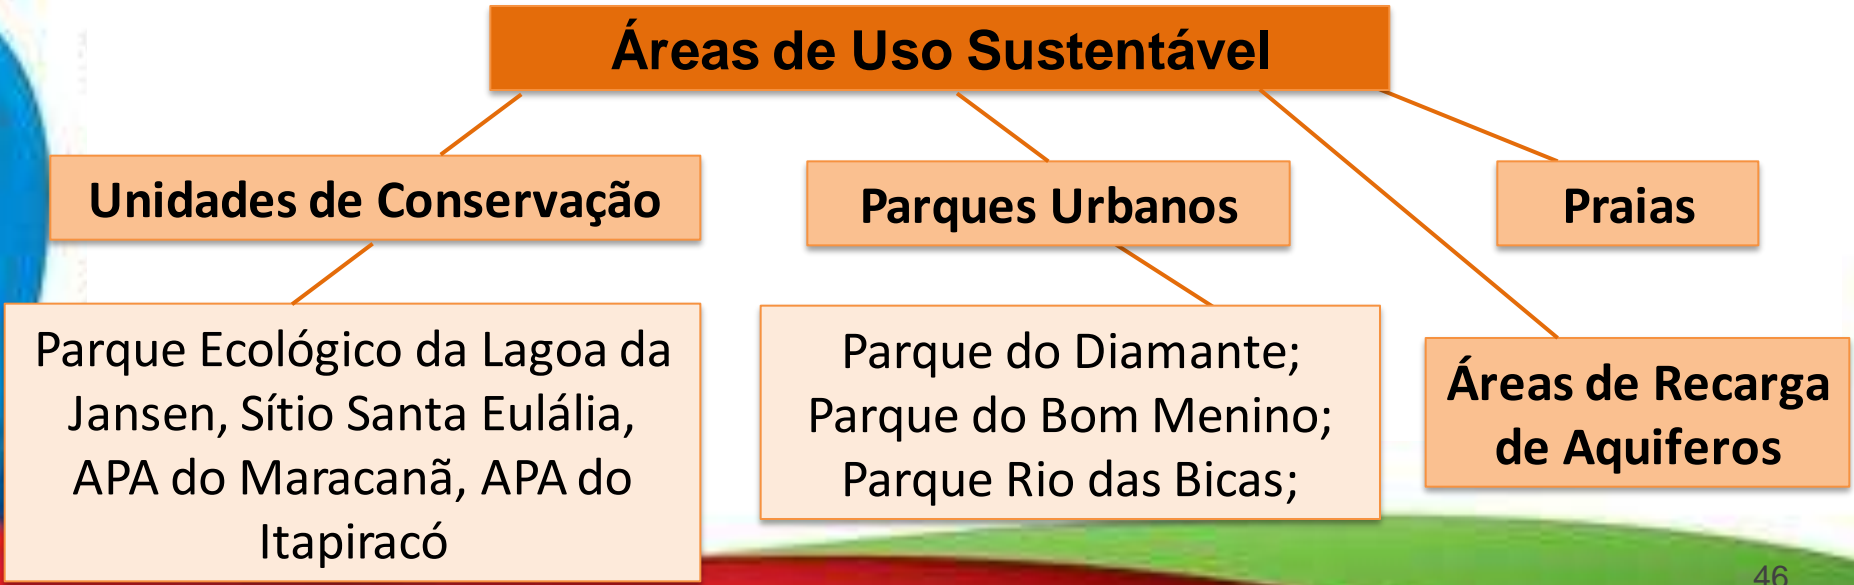 Áreas de Uso Sustentável
Unidades de Conservação
Parques Urbanos
Praias
Parque Ecológico da Lagoa da
Jansen, Sítio Santa Eulália,
APA do Maracanã, APA do
Itapiracó
Parque do Diamante;
Parque do Bom Menino;
Parque Rio das Bicas;
Áreas de Recarga
de Aquiferos
46